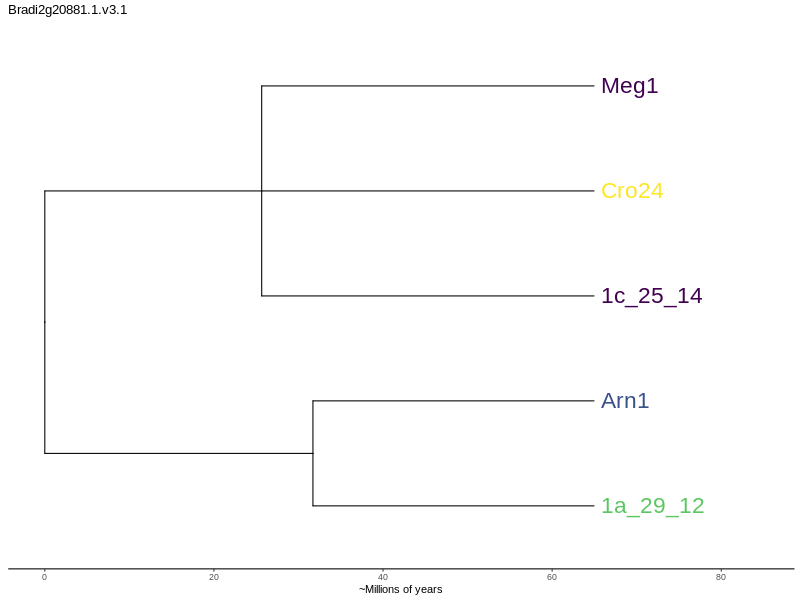 Bradi2g20881.1.v3.1
Meg1
Cro24
1c_25_14
Arn1
1a_29_12
0 20 40 60 80
~Millions of years